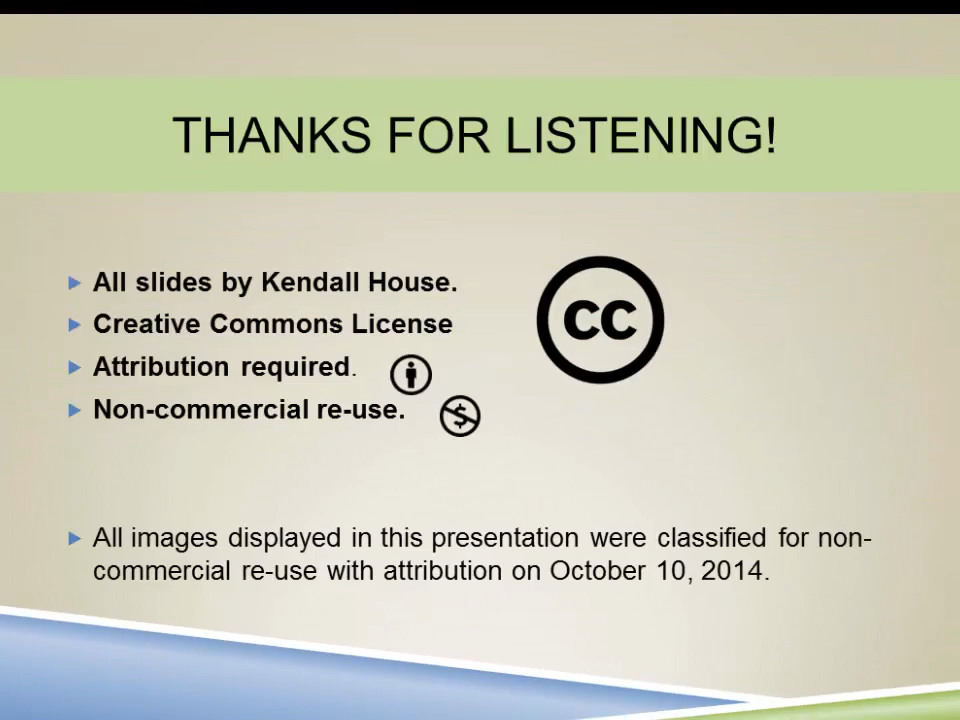 THANKS FOR LISTENING!
All slides by Kendall House.
Creative Commons License
cc
Attribution required.
Non-commercial re-use.
All images displayed in this presentation were classified for non-
commercial re-use with attribution on October 10, 2014.